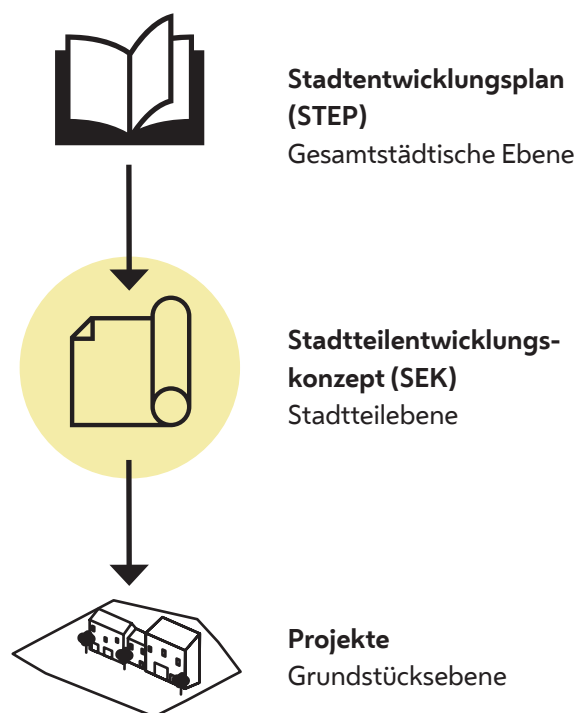 Stadtentwicklungsplan
(STEP)
Gesamtstädtische Ebene
Stadtteilentwicklungs-
konzept (SEK)
Stadtteilebene
Projekte
Grundstücksebene